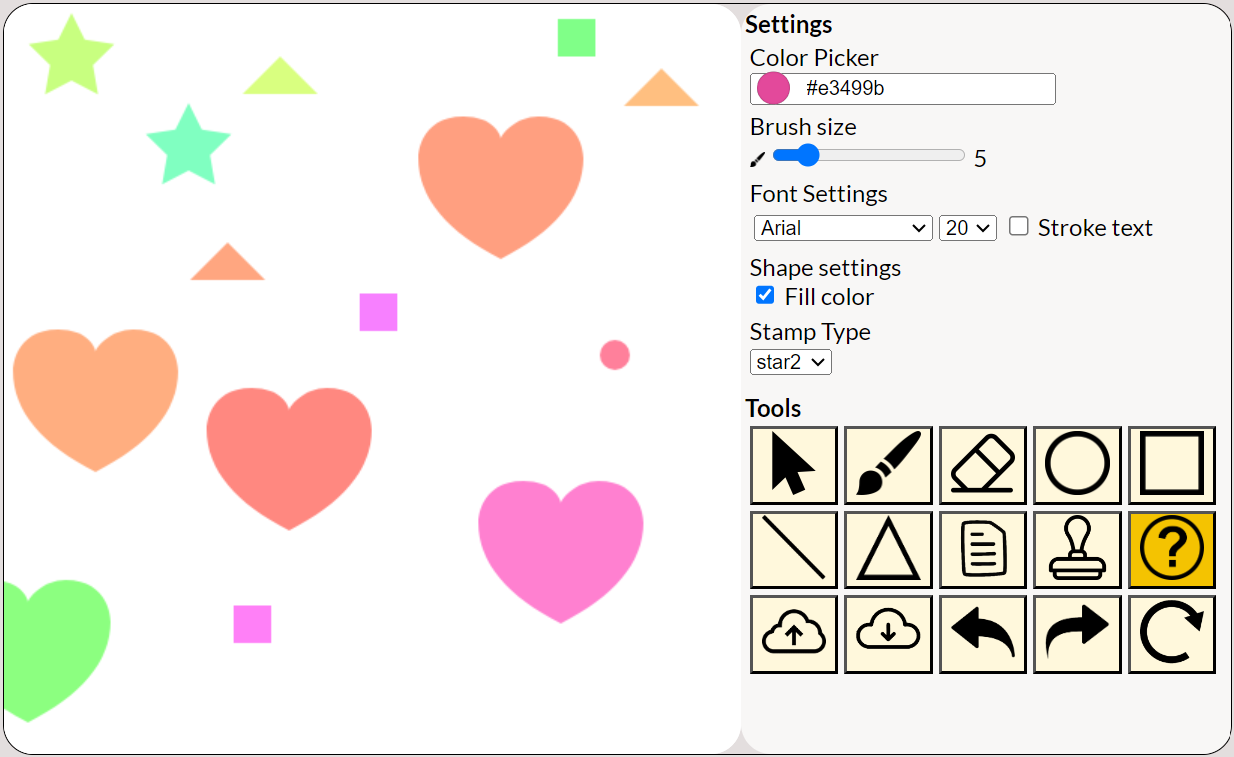 Settings
Color Picker
#e3499b
Brush size
5
Font Settings
Arial 20 Stroke text
Shape settings
Fill color
Stamp Type
star2
Tools
?